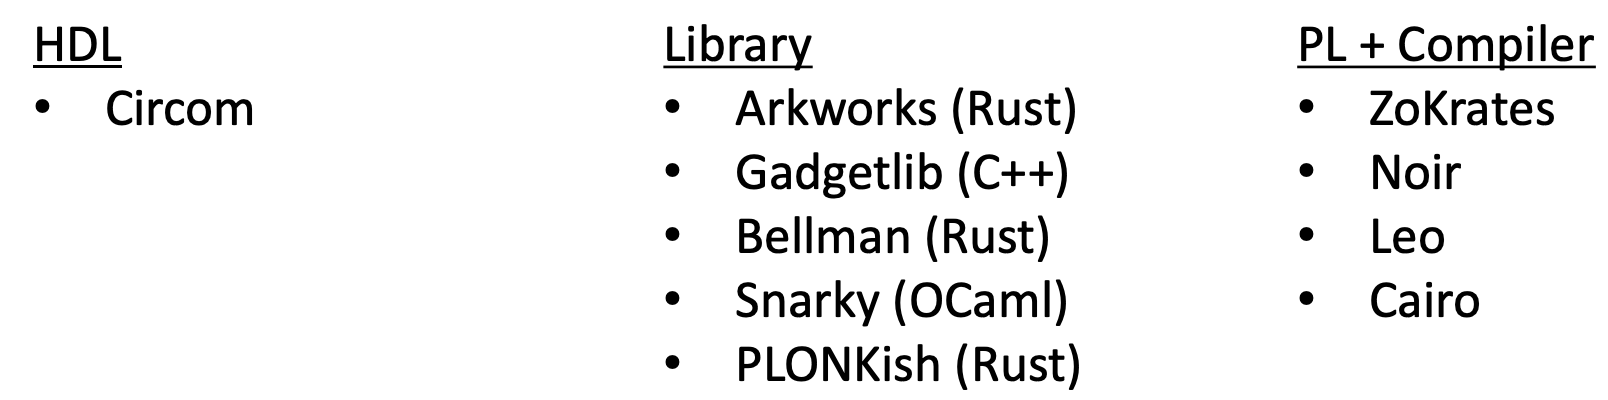 HDL
• Circom
Library
• Arkworks (Rust)
• Gadgetlib (C++)
• Bellman (Rust)
• Snarky (OCaml)
• PLONKish (Rust)
PL + Compiler
• ZoKrates
• Noir
• Leo
• Cairo